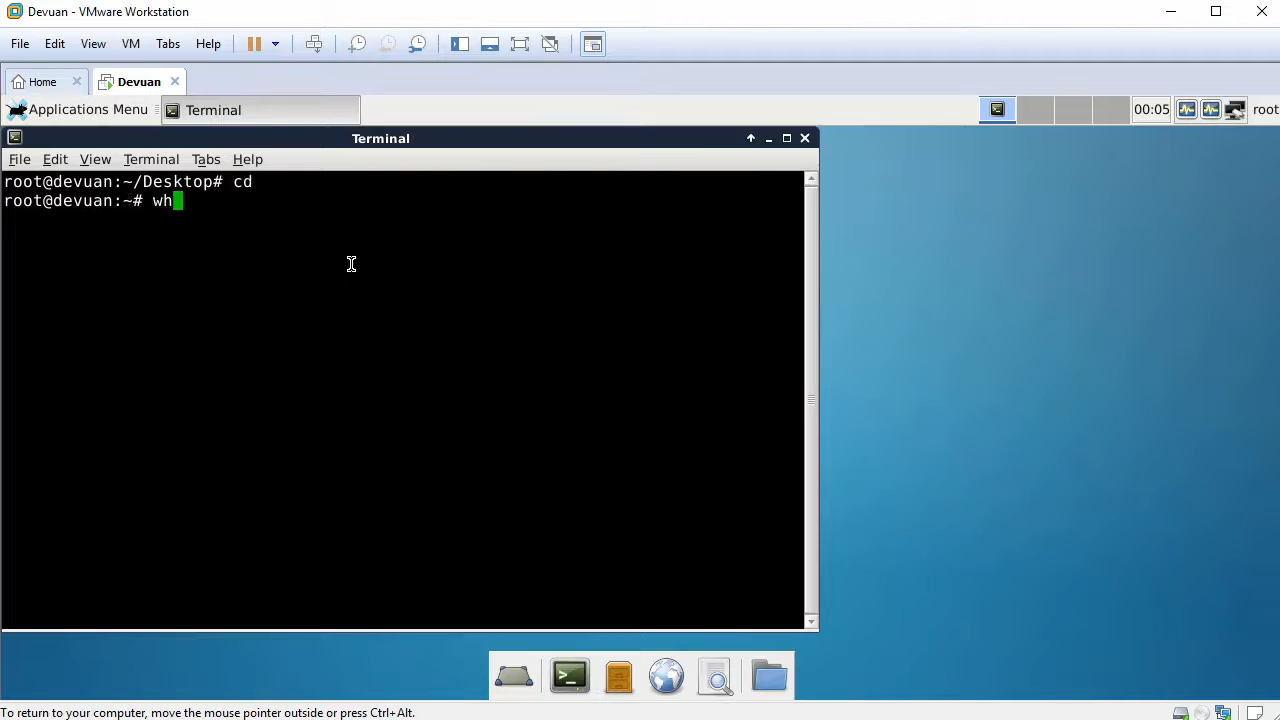 Devuan - VMware Workstation
File Edit View VM Tabs Help
Home Devuan
Applications Menu Terminal 00:05 root
Terminal
File Edit View Terminal Tabs Help
root@devuan:~/Desktop# cd
root@devuan:~# wh
To return to your computer, move the mouse pointer outside or press Ctrl+Alt.